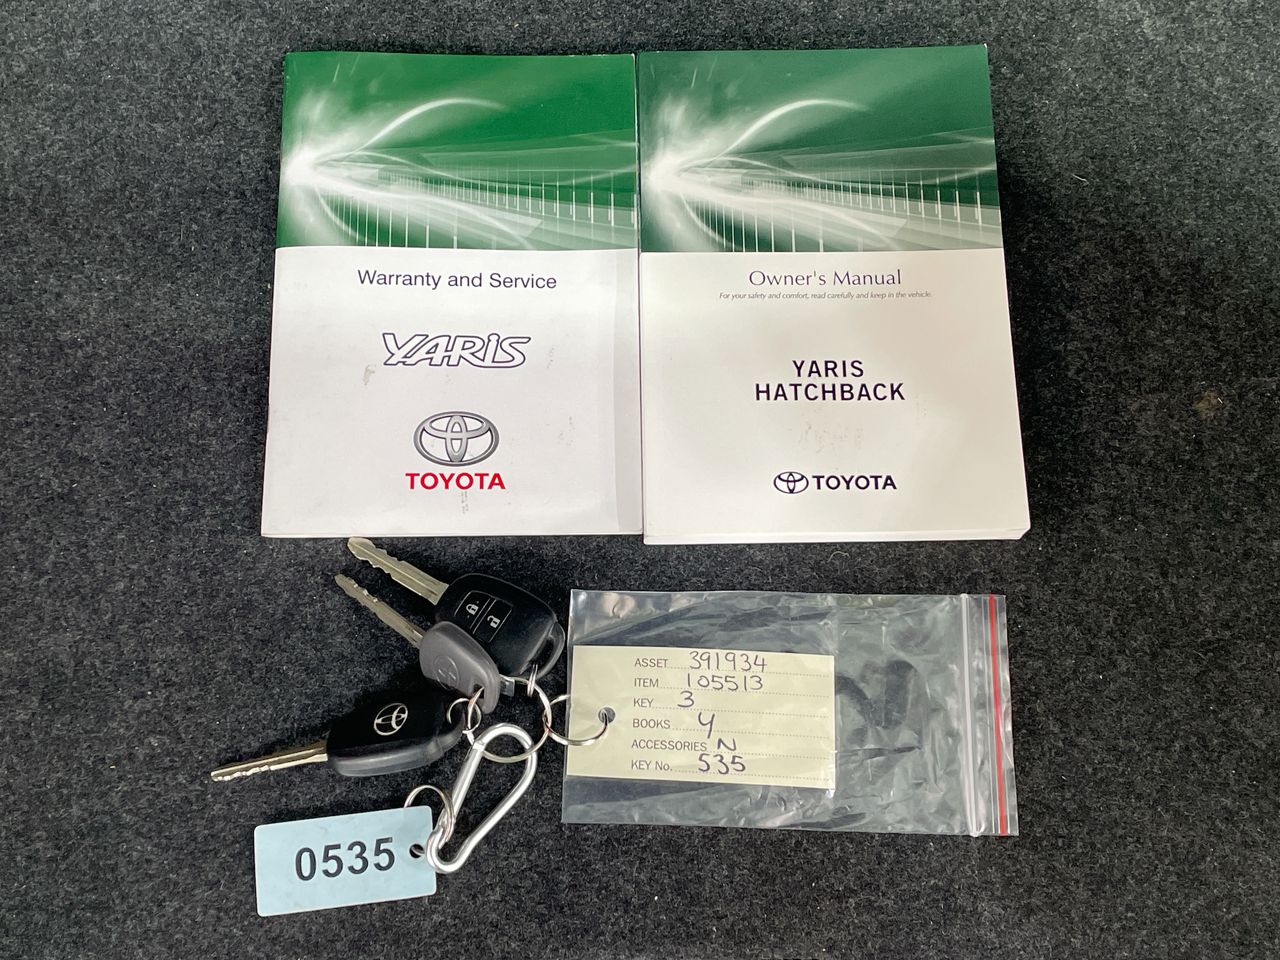 Warranty and Service
YARiS
TOYOTA
Owner's Manual
For your safety and comfort, read carefully and keep in the vehicle.
YARIS
HATCHBACK
TOYOTA
ASSET 391934
ITEM 105513
KEY 3
BOOKS Y
ACCESSORIES N
KEY No. 535
0535